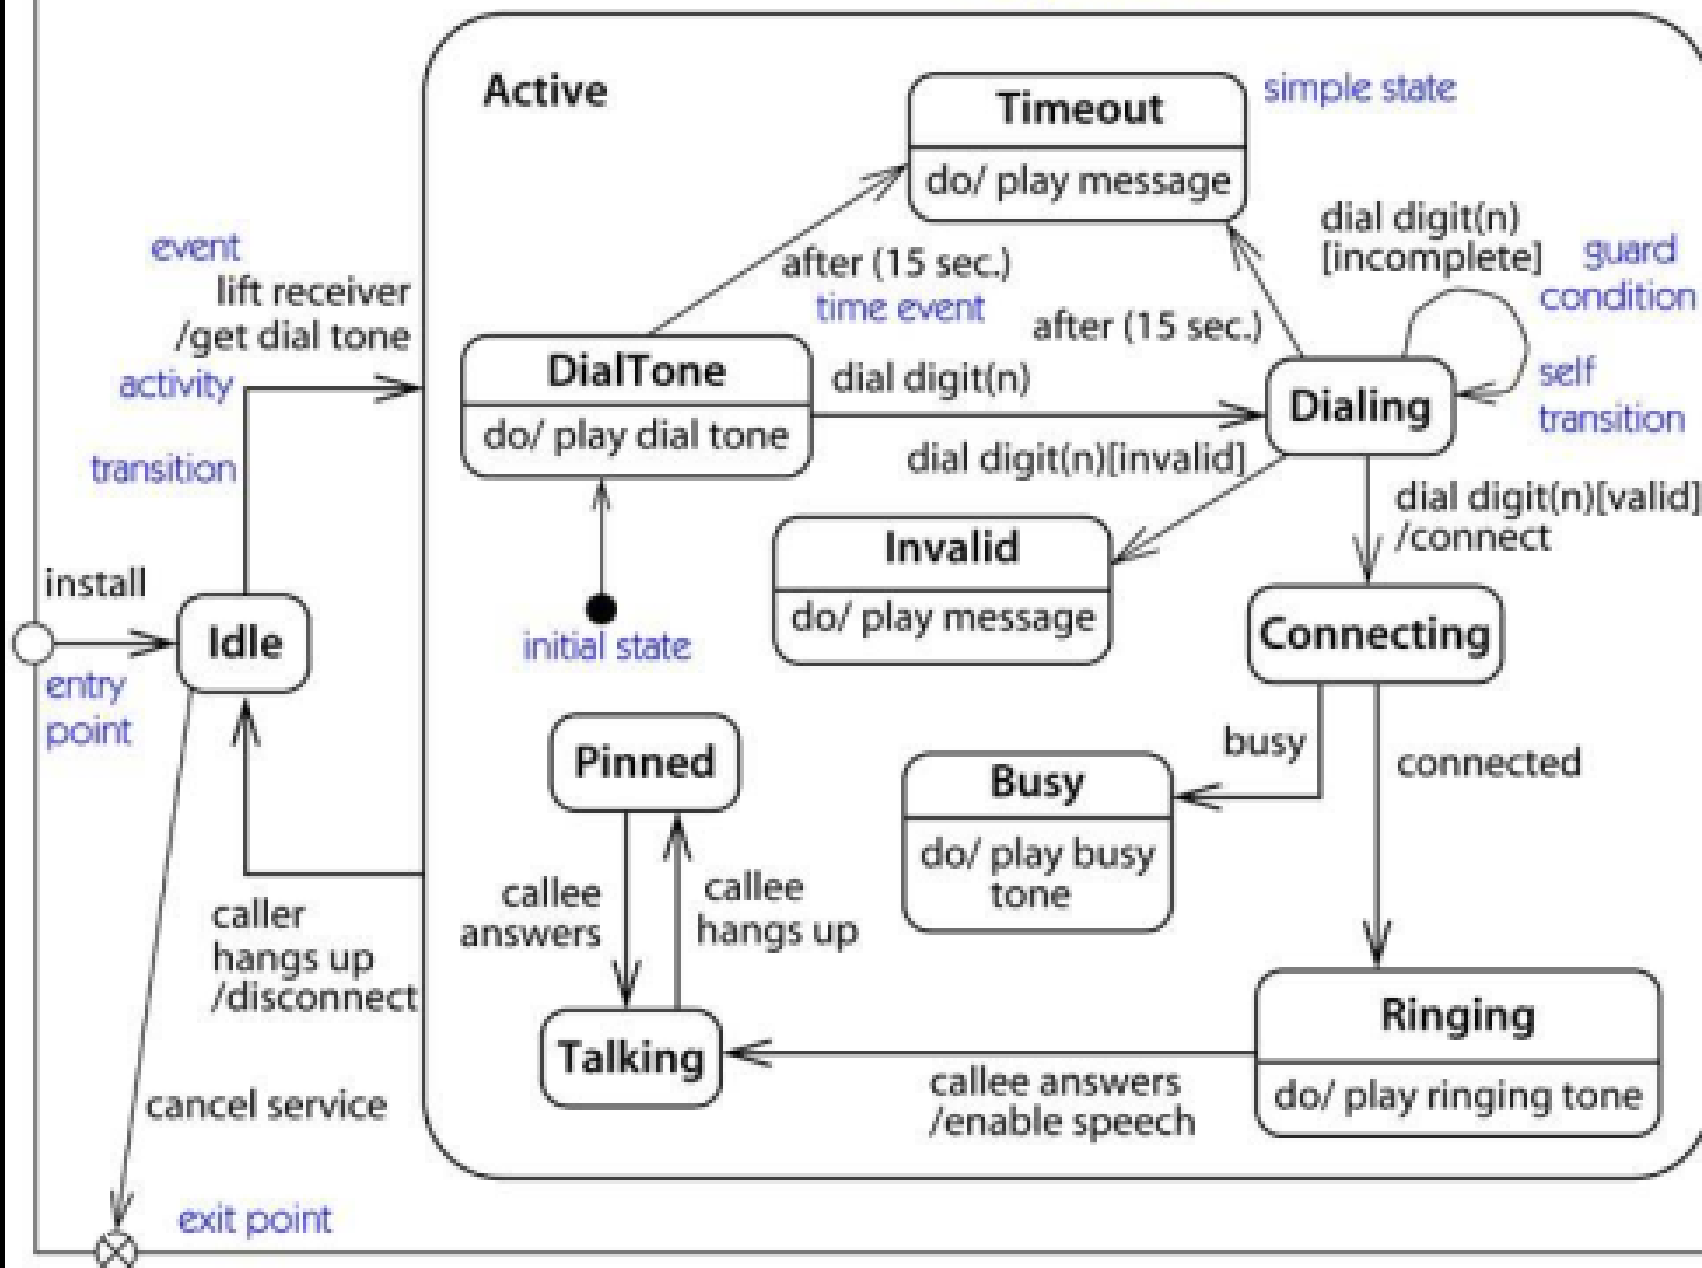 Active
Timeout
do/ play message
simple state
event
lift receiver
/get dial tone
activity
transition
after (15 sec.)
time event
after (15 sec.)
dial digit(n)
[incomplete]
guard
condition
self
transition
DialTone
do/ play dial tone
dial digit(n)
Dialing
dial digit(n)[invalid]
dial digit(n)[valid]
/connect
Invalid
do/ play message
initial state
install
Idle
entry
point
Connecting
Pinned
busy
connected
Busy
do/ play busy
tone
callee
answers
callee
hangs up
caller
hangs up
/disconnect
Talking
callee answers
/enable speech
Ringing
do/ play ringing tone
cancel service
exit point